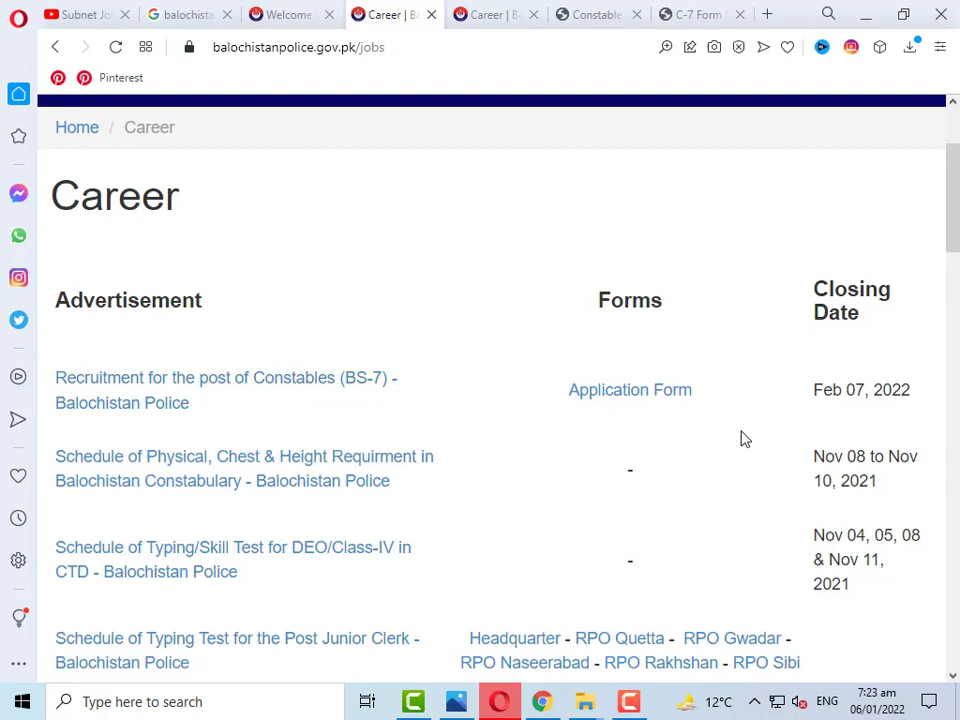 Subnet Jo
balochista
Welcome
Career | Ba
Career | Ba
Constable
C-7 Form
balochistanpolice.gov.pk/jobs
Pinterest
Home / Career
Career
Advertisement Forms Closing
Date
Recruitment for the post of Constables (BS-7) -
Balochistan Police
Application Form
Feb 07, 2022
Schedule of Physical, Chest & Height Requirment in
Balochistan Constabulary - Balochistan Police
-
Nov 08 to Nov
10, 2021
Schedule of Typing/Skill Test for DEO/Class-IV in
CTD - Balochistan Police
-
Nov 04, 05, 08
& Nov 11,
2021
Schedule of Typing Test for the Post Junior Clerk -
Balochistan Police
Headquarter - RPO Quetta - RPO Gwadar -
RPO Naseerabad - RPO Rakhshan - RPO Sibi
Type here to search
12°C
ENG
7:23 am
06/01/2022